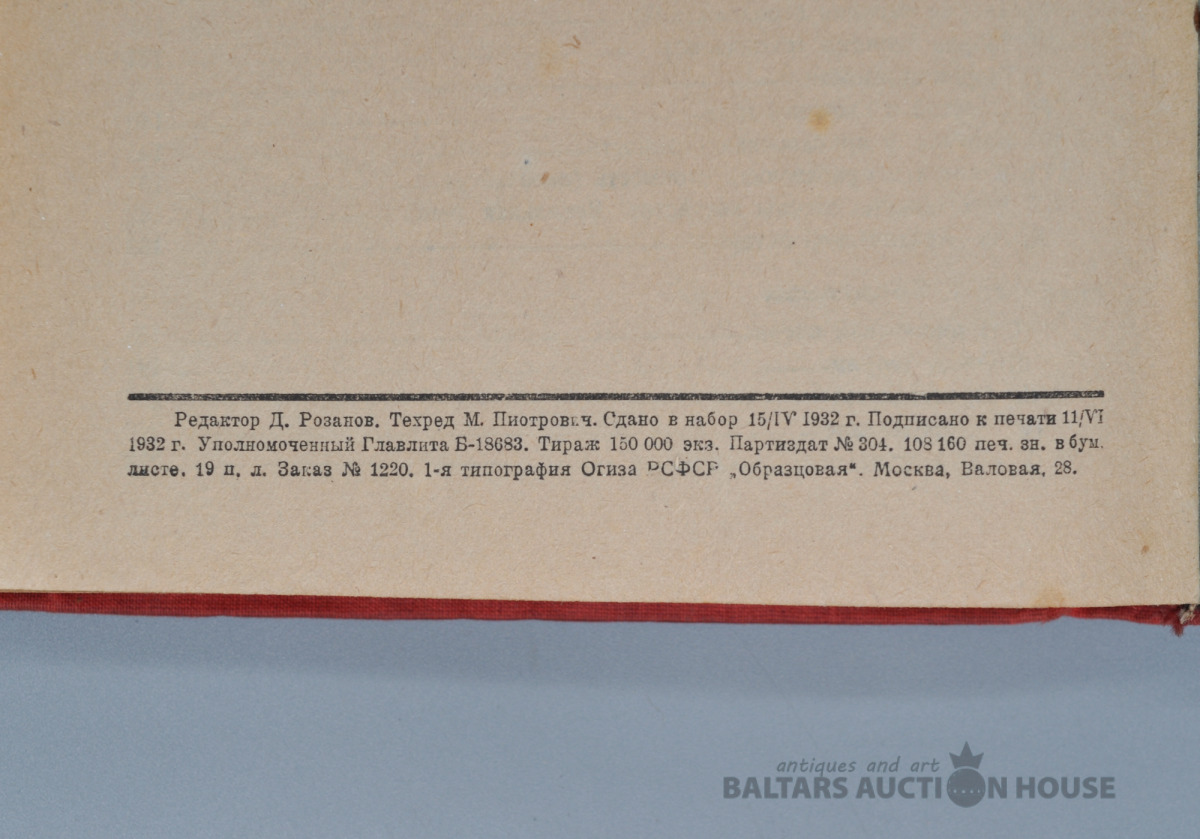 Редактор Д. Розанов. Техред М. Пиотрович. Сдано в набор 15/IV 1932 г. Подписано к печати 11/VI
1932 г. Уполномоченный Главлита Б-18683. Тираж 150 000 экз. Партиздат № 304. 108 160 печ. зн. в бум.
листе. 19 п. л. Заказ № 1220. 1-я типография Огиза РСФСР „Образцовая“. Москва, Валовая, 28.
antiques and art
BALTARS AUCTION HOUSE